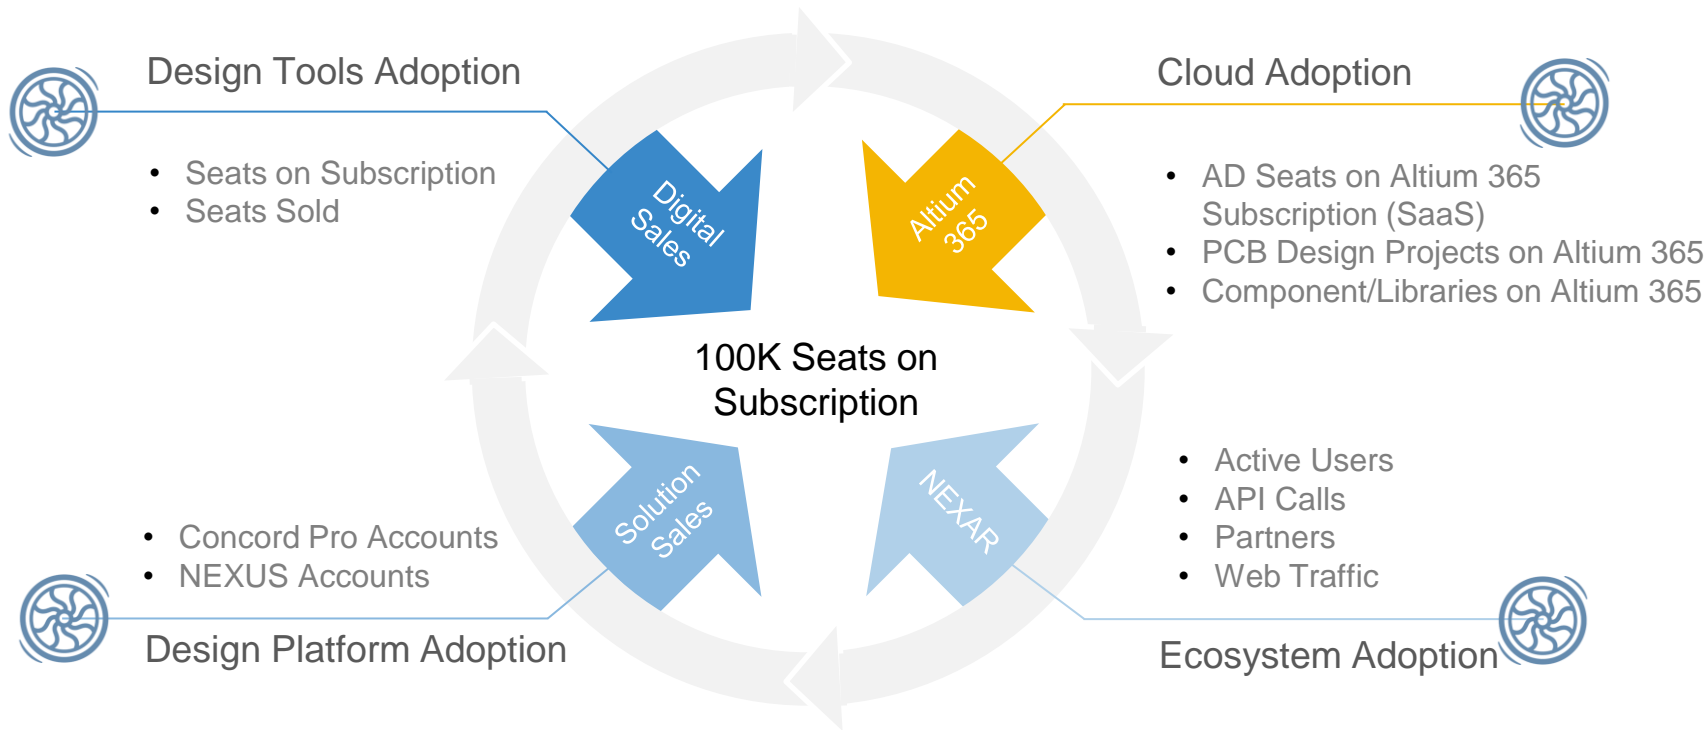 Design Tools Adoption
• Seats on Subscription
• Seats Sold
Digital
Sales
Cloud Adoption
• AD Seats on Altium 365
Subscription (SaaS)
• PCB Design Projects on Altium 365
• Component/Libraries on Altium 365
Altium
365
100K Seats on
Subscription
Solution
Sales
• Concord Pro Accounts
• NEXUS Accounts
Design Platform Adoption
NEXAR
• Active Users
• API Calls
• Partners
• Web Traffic
Ecosystem Adoption